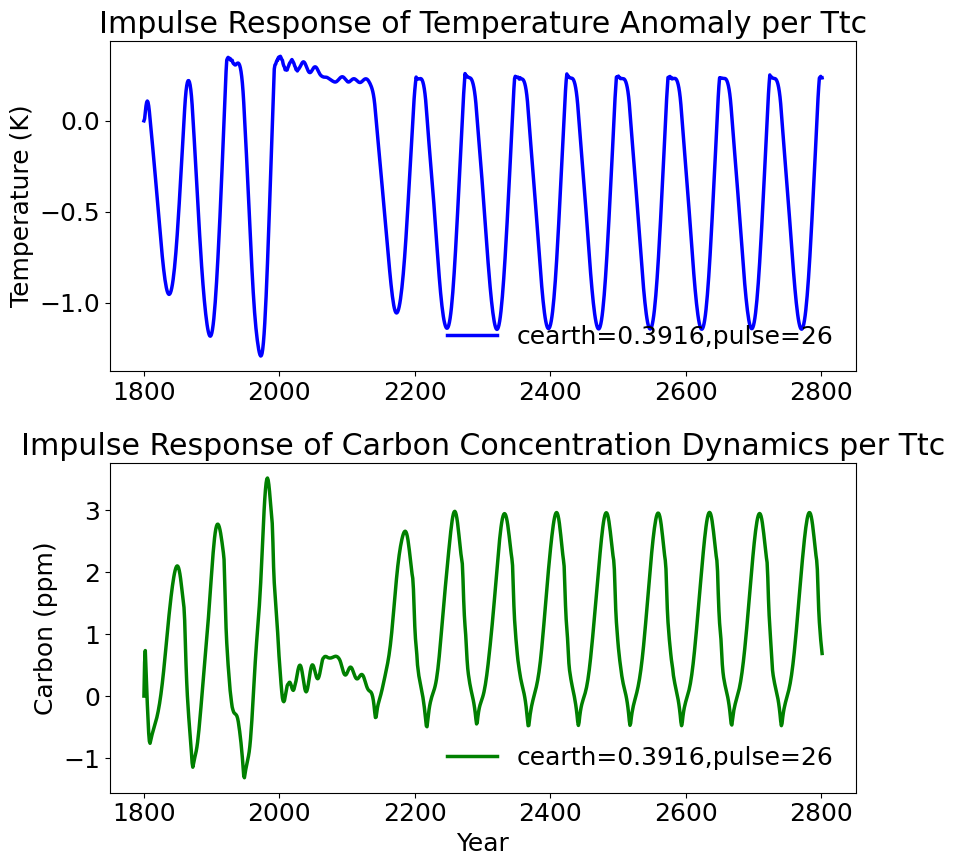 Impulse Response of Temperature Anomaly per Ttc
Temperature (K)
0.0
−0.5
−1.0
cearth=0.3916,pulse=26
1800 2000 2200 2400 2600 2800
Impulse Response of Carbon Concentration Dynamics per Ttc
Carbon (ppm)
3
2
1
0
−1
cearth=0.3916,pulse=26
1800 2000 2200 2400 2600 2800
Year